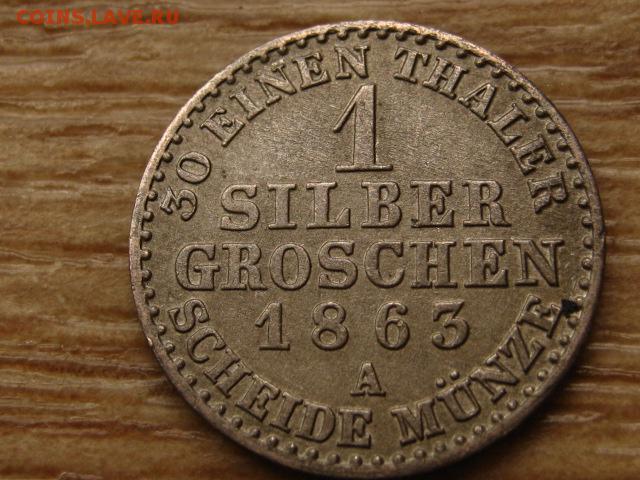 COINS.LAVE.RU
30 EINEN THALER
1
SILBER
GROSCHEN
1863
A
SCHEIDE MÜNZE